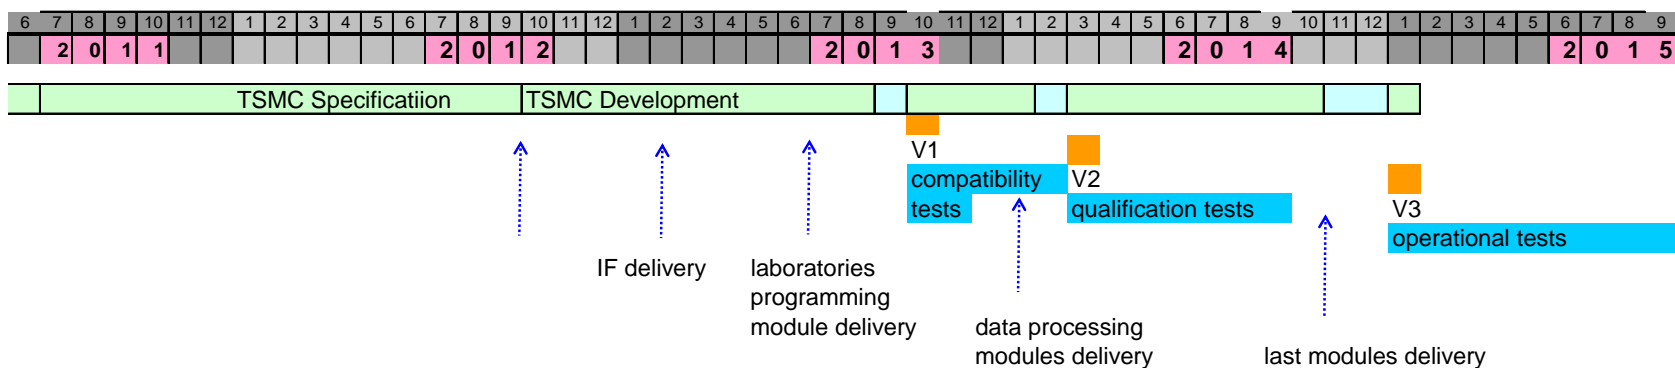 6 7 8 9 10 11 12 1 2 3 4 5 6 7 8 9 10 11 12 1 2 3 4 5 6 7 8 9 10 11 12 1 2 3 4 5 6 7 8 9 10 11 12 1 2 3 4 5 6 7 8 9
2 0 1 1 2 0 1 2 2 0 1 3 2 0 1 4 2 0 1 5
TSMC Specificatiion TSMC Development
V1
compatibility V2
tests qualification tests V3
operational tests
IF delivery laboratories
programming
module delivery data processing
modules delivery last modules delivery